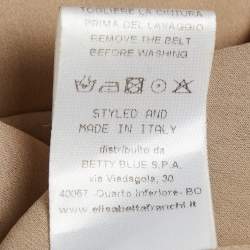 TOGLIERE LA CINTURA
PRIMA DEL LAVAGGIO
REMOVE THE BELT
BEFORE WASHING
STYLED AND
MADE IN ITALY
distribuito da
BETTY BLUE S.P.A.
via Viadagola, 30
40057 -Quarto Inferiore- BO
www.elisabettafranchi.it